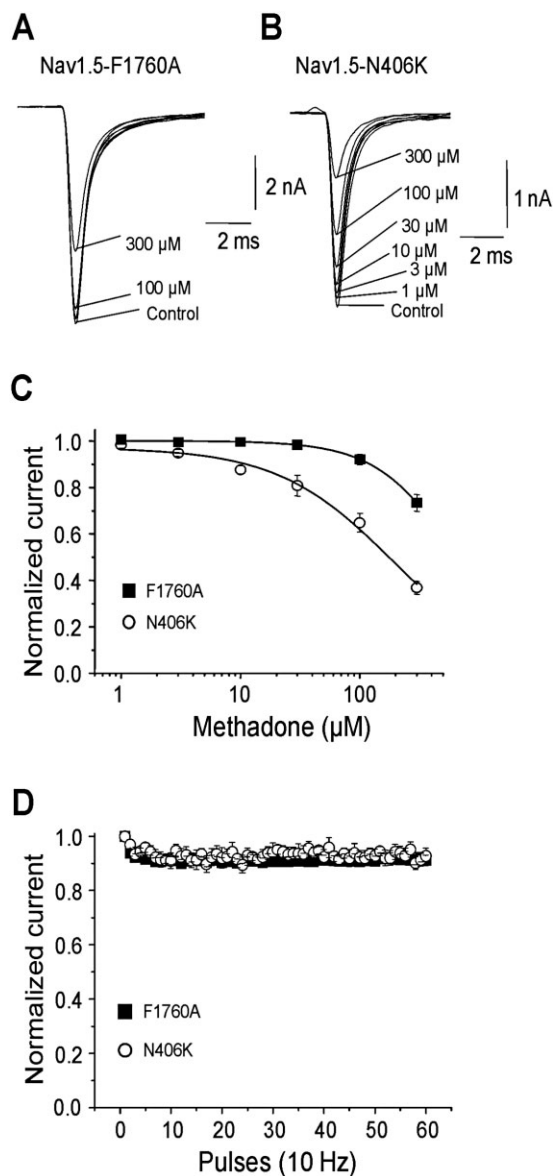 A
Nav1.5-F1760A
300 µM
100 µM
Control
2 nA
2 ms
B
Nav1.5-N406K
300 µM
100 µM
30 µM
10 µM
3 µM
1 µM
Control
1 nA
2 ms
C
Normalized current
1.0
0.8
0.6
0.4
0.2
0.0
F1760A
N406K
1
10
100
Methadone (µM)
D
Normalized current
1.0
0.8
0.6
0.4
0.2
0.0
F1760A
N406K
0
10
20
30
40
50
60
Pulses (10 Hz)